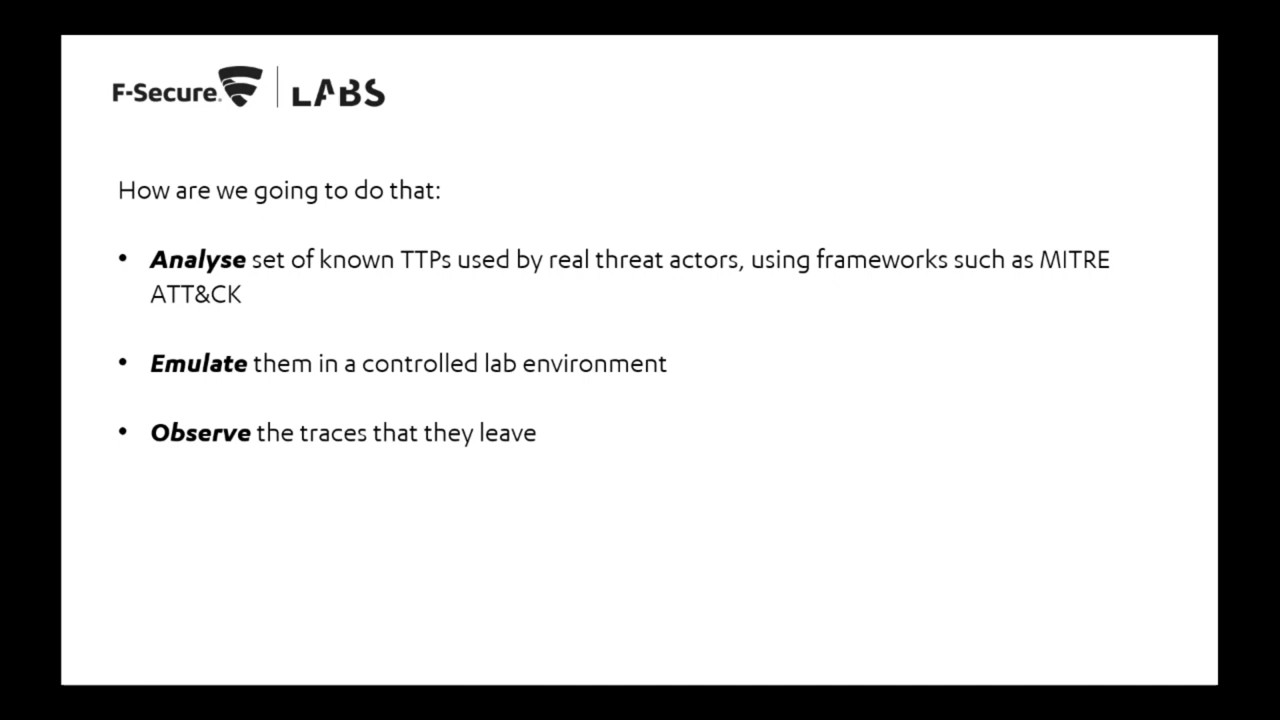 F-Secure. LABS
How are we going to do that:
• Analyse set of known TTPs used by real threat actors, using frameworks such as MITRE
ATT&CK
• Emulate them in a controlled lab environment
• Observe the traces that they leave